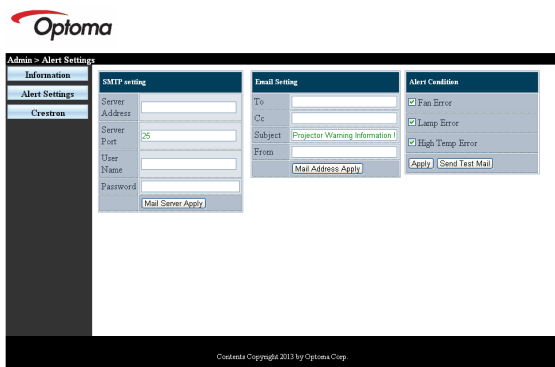 Optoma
Admin > Alert Settings
Information
Alert Settings
Crestron
SMTP setting
Server Address
Server Port
25
User Name
Password
Mail Server Apply
Email Setting
To
Cc
Subject
Projector Warning Information
From
Mail Address Apply
Alert Condition
Fan Error
Lamp Error
High Temp Error
Apply
Send Test Mail
Contents Copyright 2013 by Optoma Corp.